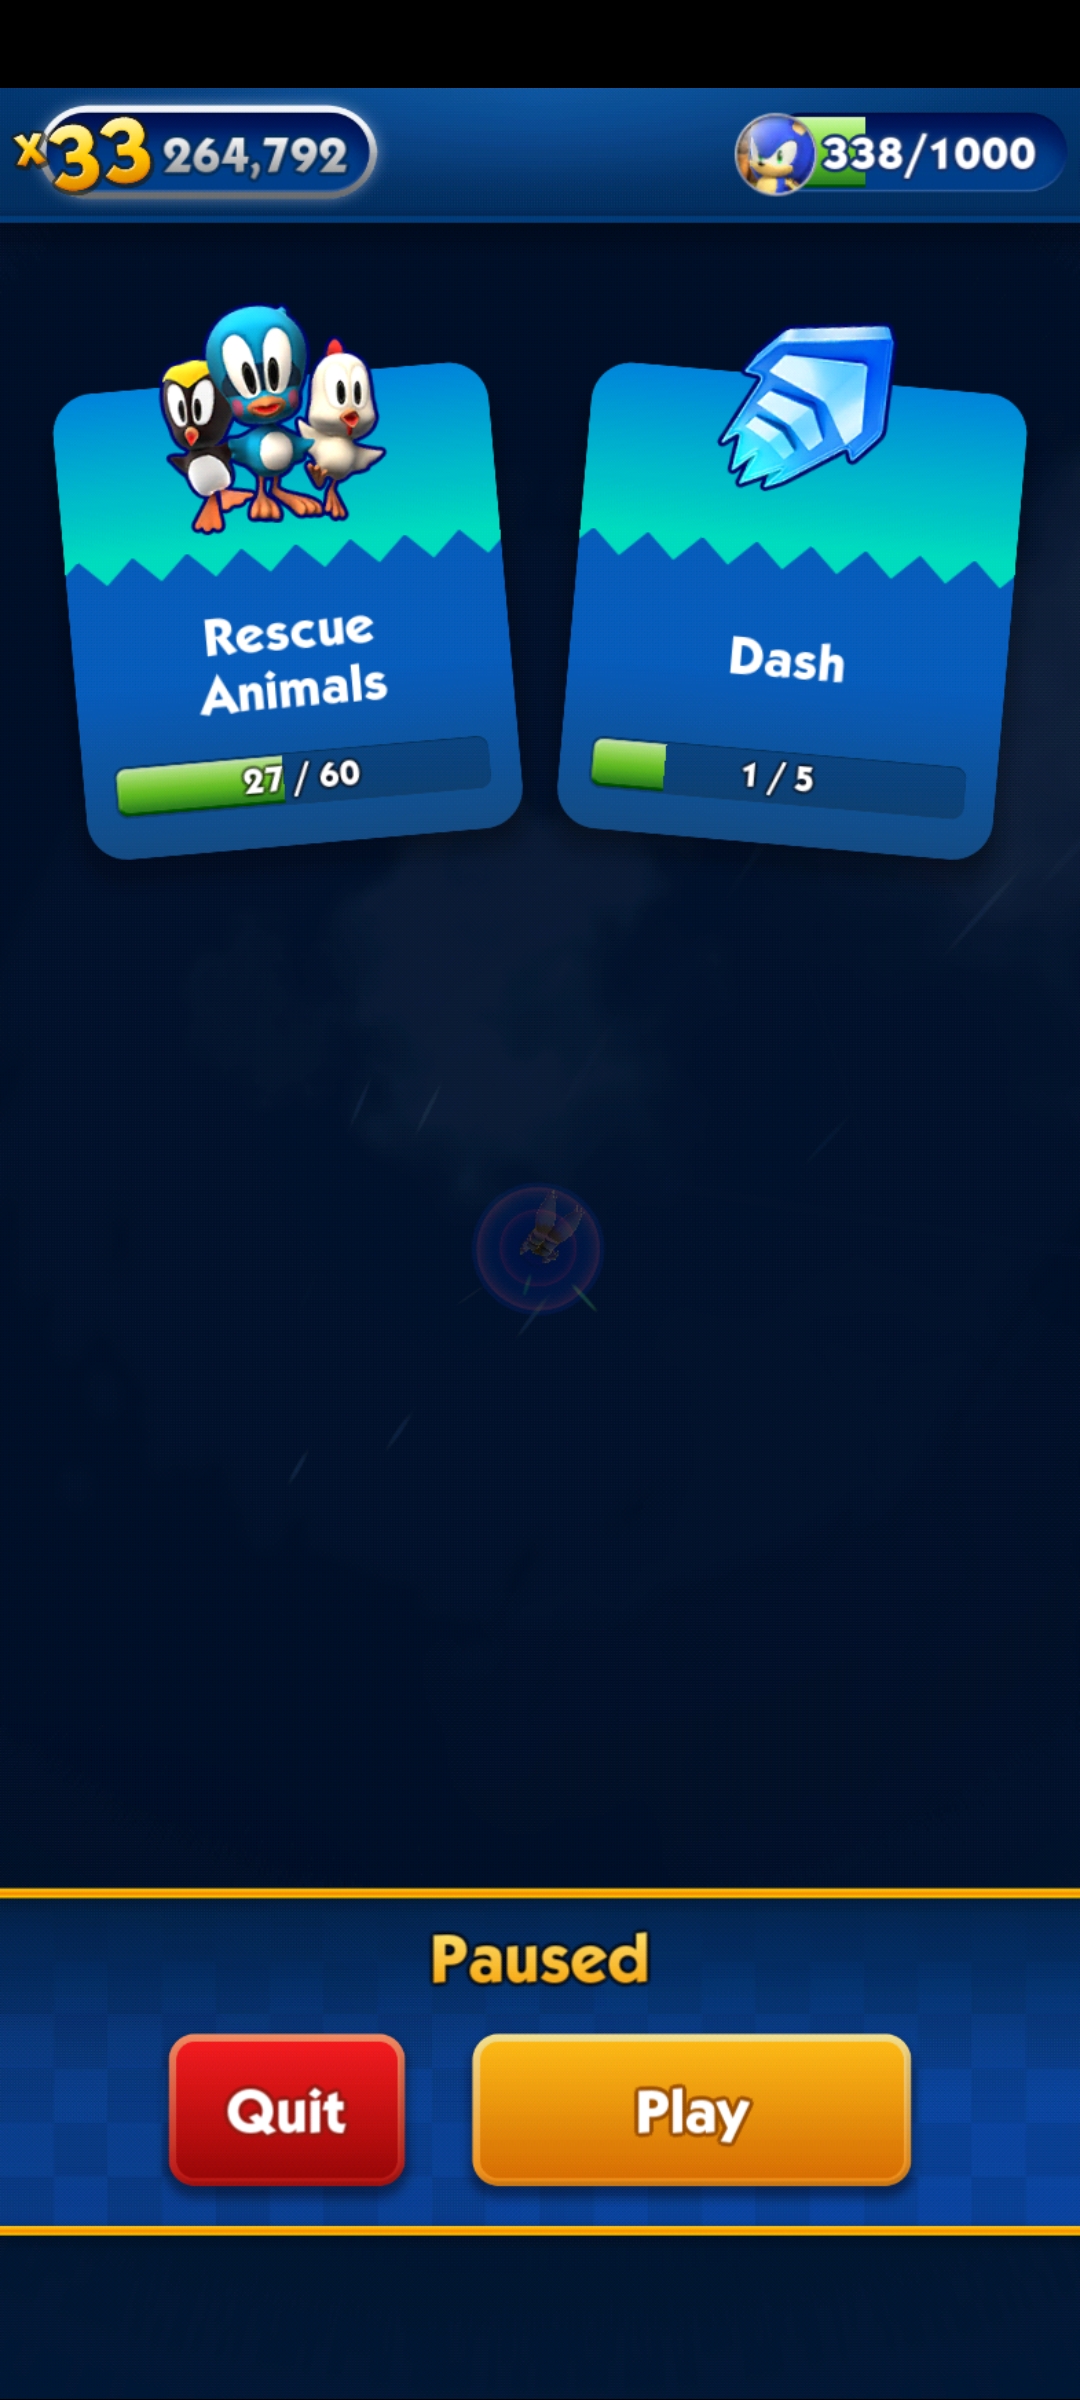 x33 264,792
338/1000
Rescue
Animals
27 / 60
Dash
1 / 5
Paused
Quit
Play